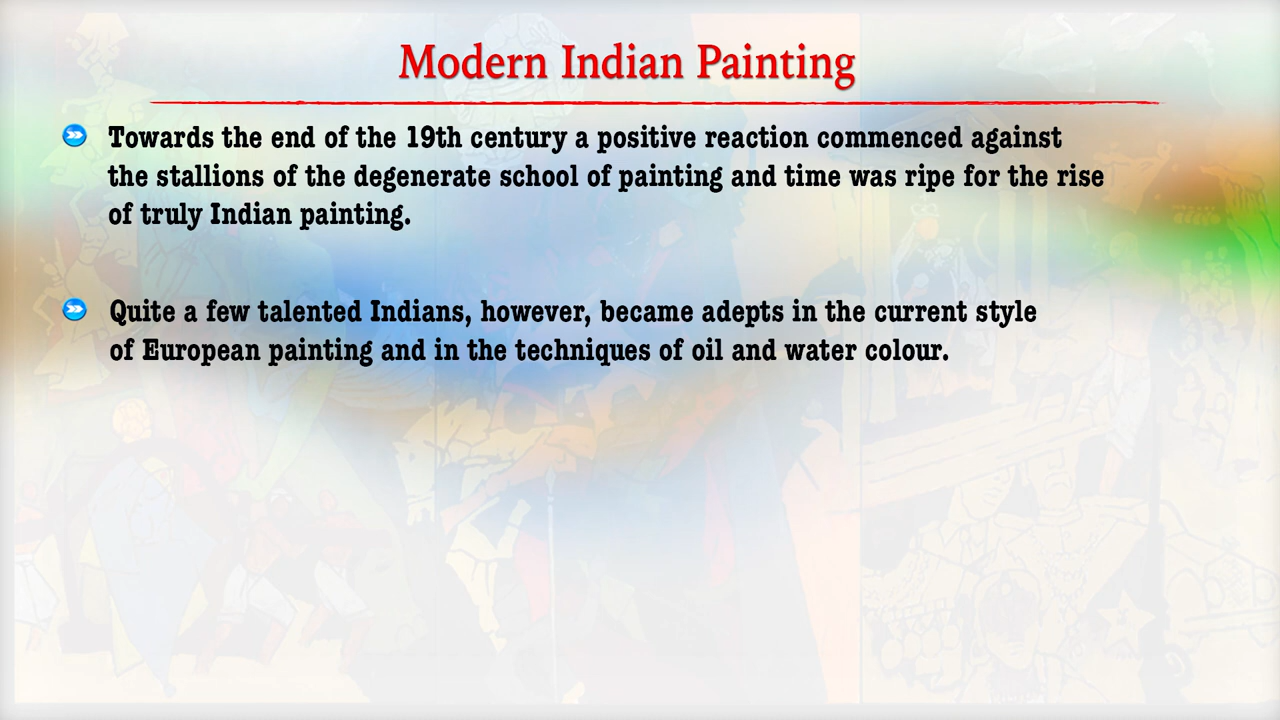 Modern Indian Painting
Towards the end of the 19th century a positive reaction commenced against
the stallions of the degenerate school of painting and time was ripe for the rise
of truly Indian painting.
Quite a few talented Indians, however, became adepts in the current style
of European painting and in the techniques of oil and water colour.